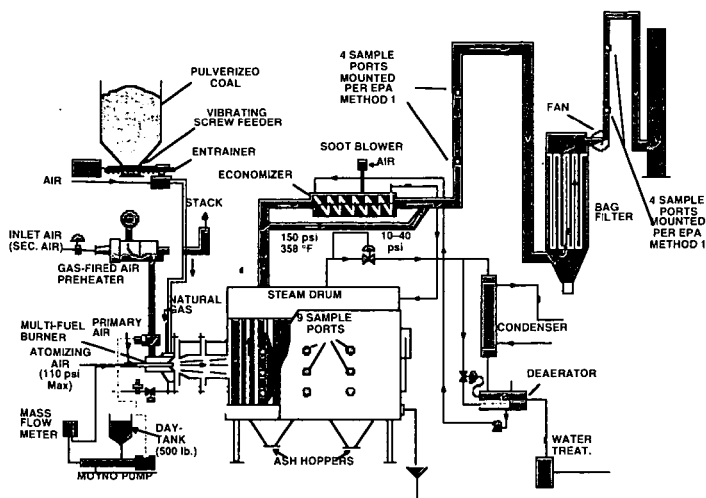 PULVERIZED
COAL
VIBRATING
SCREW FEEDER
ENTRAINER
AIR
STACK
INLET AIR
(SEC. AIR)
GAS-FIRED AIR
PREHEATER
NATURAL
GAS
PRIMARY
AIR
MULTI-FUEL
BURNER
ATOMIZING
AIR
(110 psi
Max)
MASS
FLOW
METER
DAY-
TANK
(500 lb.)
MOYNO PUMP
SOOT BLOWER
AIR
ECONOMIZER
150 psi
358 °F
10–40
psi
STEAM DRUM
9 SAMPLE
PORTS
ASH HOPPERS
4 SAMPLE
PORTS
MOUNTED
PER EPA
METHOD 1
FAN
BAG
FILTER
4 SAMPLE
PORTS
MOUNTED
PER EPA
METHOD 1
CONDENSER
DEAERATOR
WATER
TREAT.